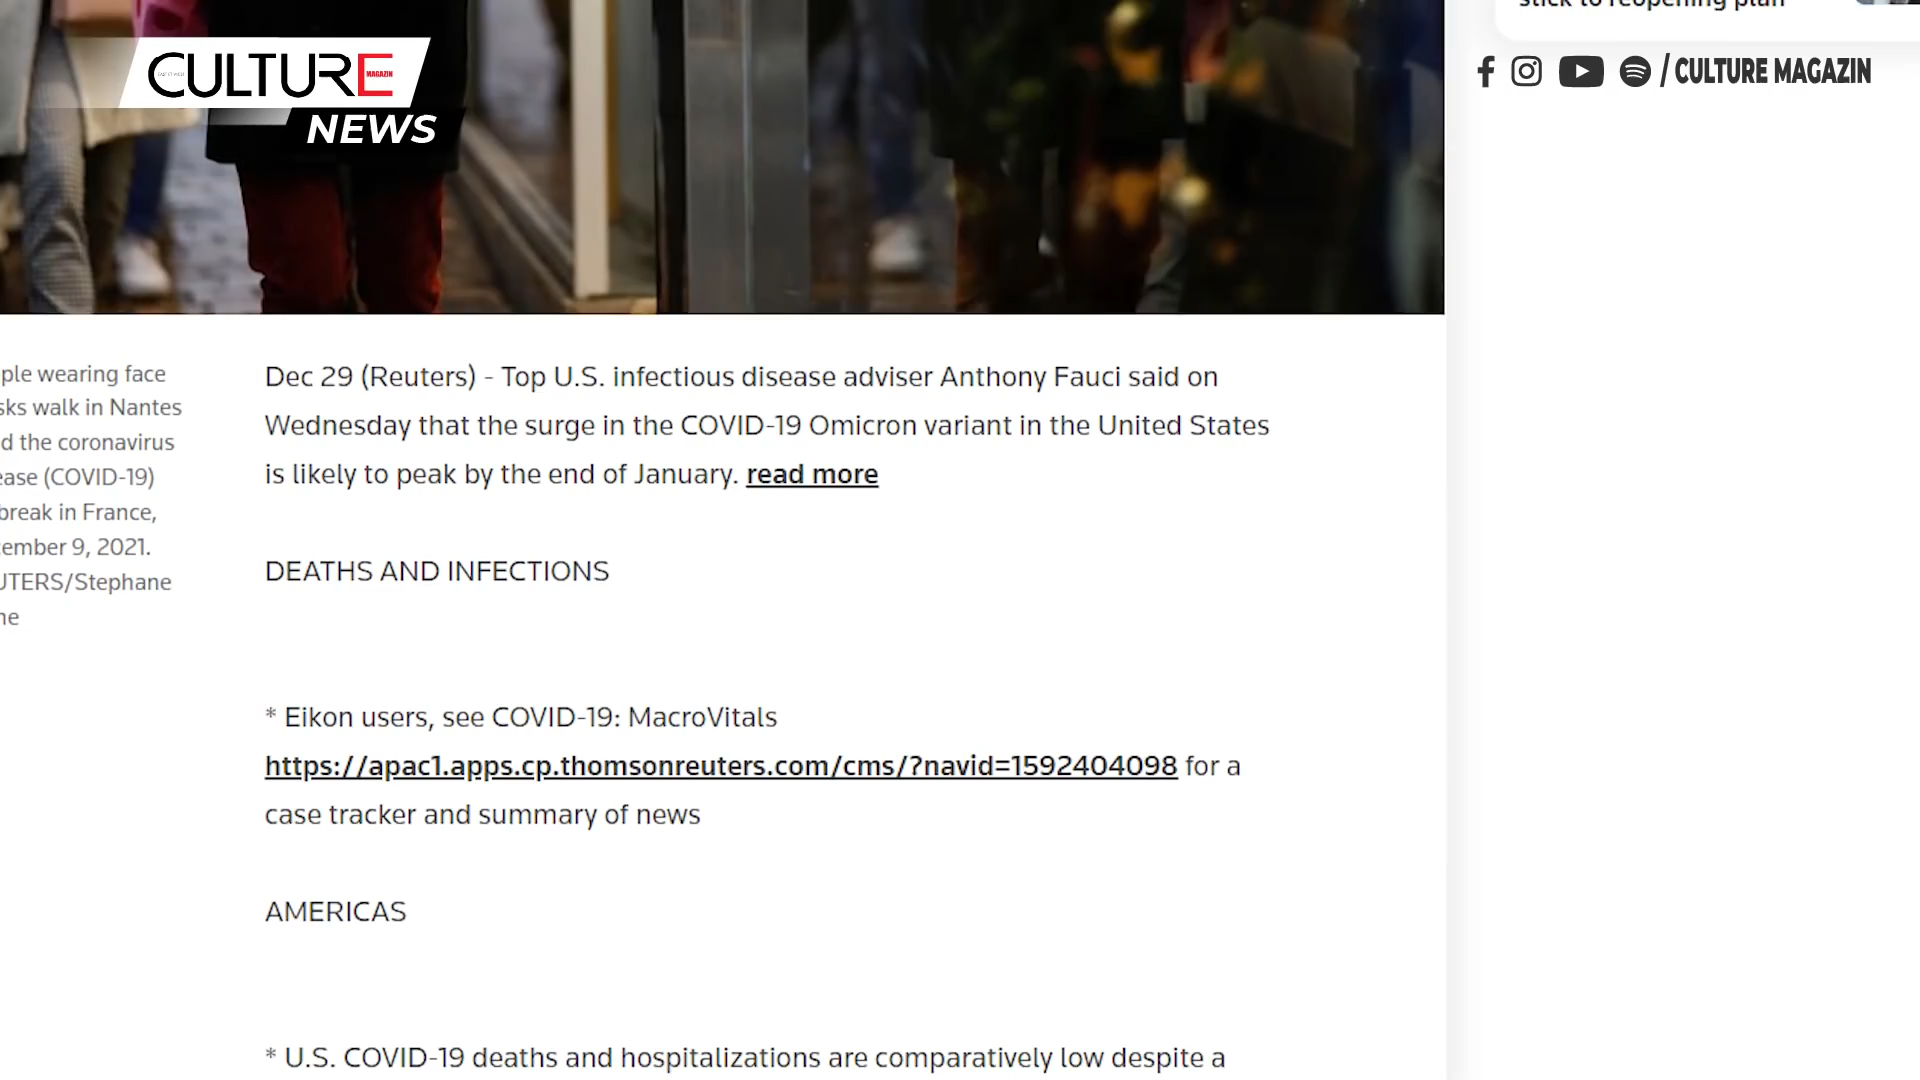 stick to reopening plan
CULTURE
MAGAZIN
NEWS
/ CULTURE MAGAZIN
ple wearing face
sks walk in Nantes
d the coronavirus
ease (COVID-19)
break in France,
ember 9, 2021.
UTERS/Stephane
he
Dec 29 (Reuters) - Top U.S. infectious disease adviser Anthony Fauci said on
Wednesday that the surge in the COVID-19 Omicron variant in the United States
is likely to peak by the end of January. read more
DEATHS AND INFECTIONS
* Eikon users, see COVID-19: MacroVitals
https://apac1.apps.cp.thomsonreuters.com/cms/?navid=1592404098 for a
case tracker and summary of news
AMERICAS
* U.S. COVID-19 deaths and hospitalizations are comparatively low despite a